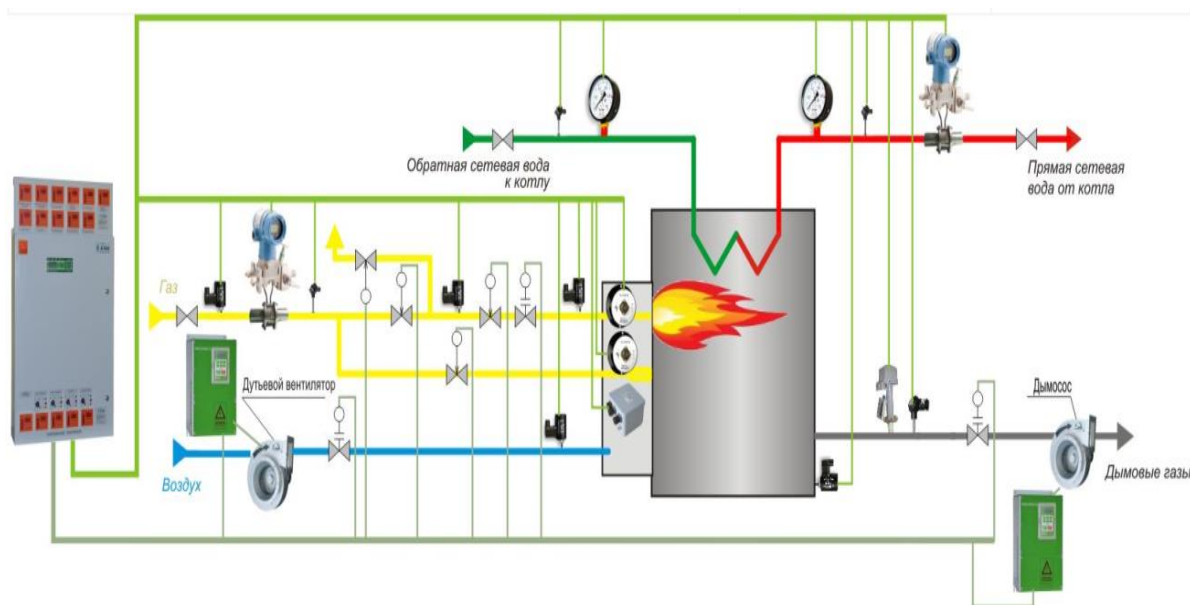 Обратная сетевая вода
к котлу
Прямая сетевая
вода от котла
Газ
Дутьевой вентилятор
Воздух
Дымосос
Дымовые газы